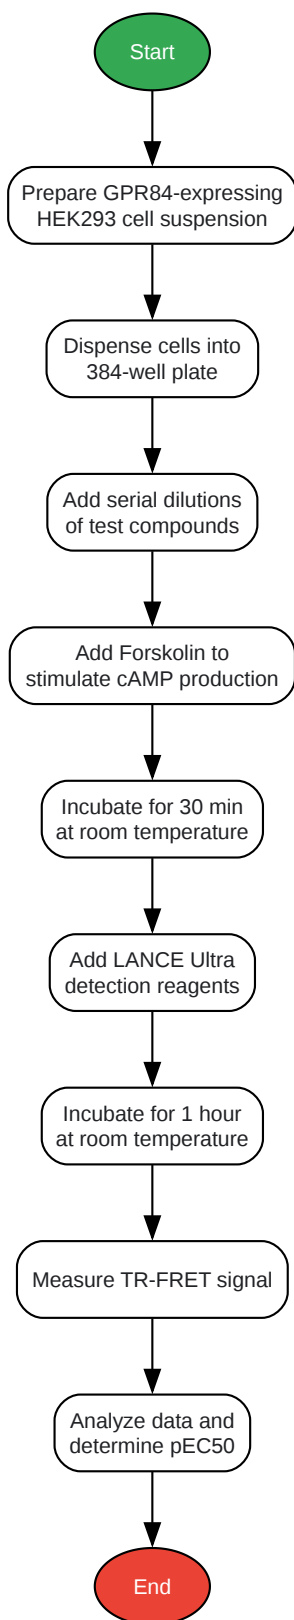 Start
Prepare GPR84-expressing
HEK293 cell suspension
Dispense cells into
384-well plate
Add serial dilutions
of test compounds
Add Forskolin to
stimulate cAMP production
Incubate for 30 min
at room temperature
Add LANCE Ultra
detection reagents
Incubate for 1 hour
at room temperature
Measure TR-FRET signal
Analyze data and
determine pEC50
End